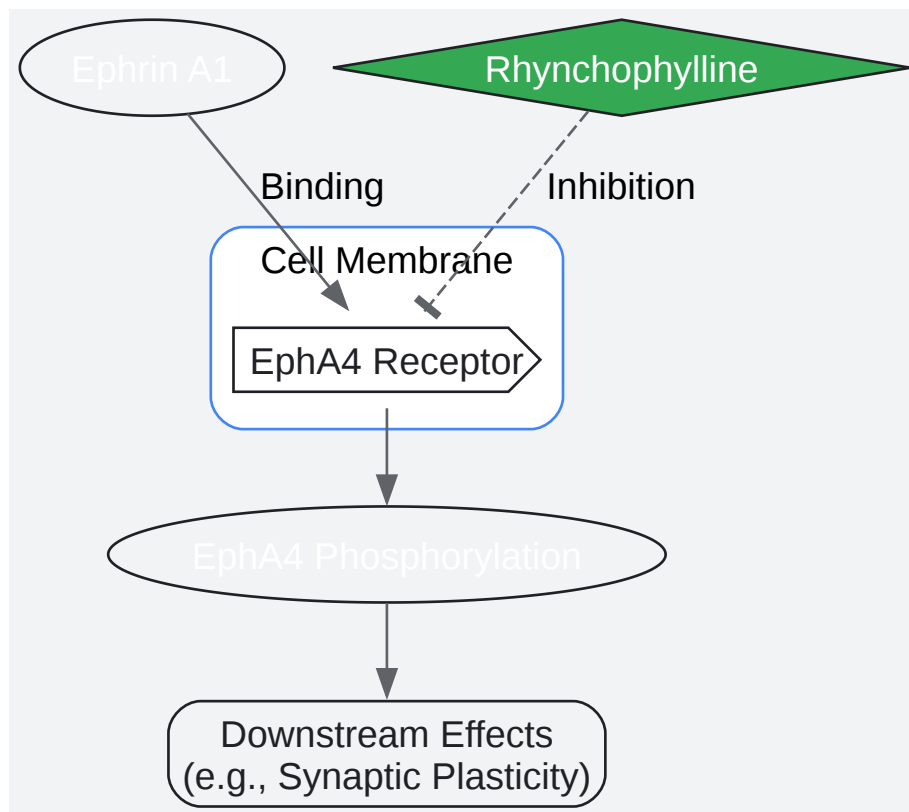 Ephrin A1
Rhynchophylline
Binding
Inhibition
Cell Membrane
EphA4 Receptor
EphA4 Phosphorylation
Downstream Effects
(e.g., Synaptic Plasticity)